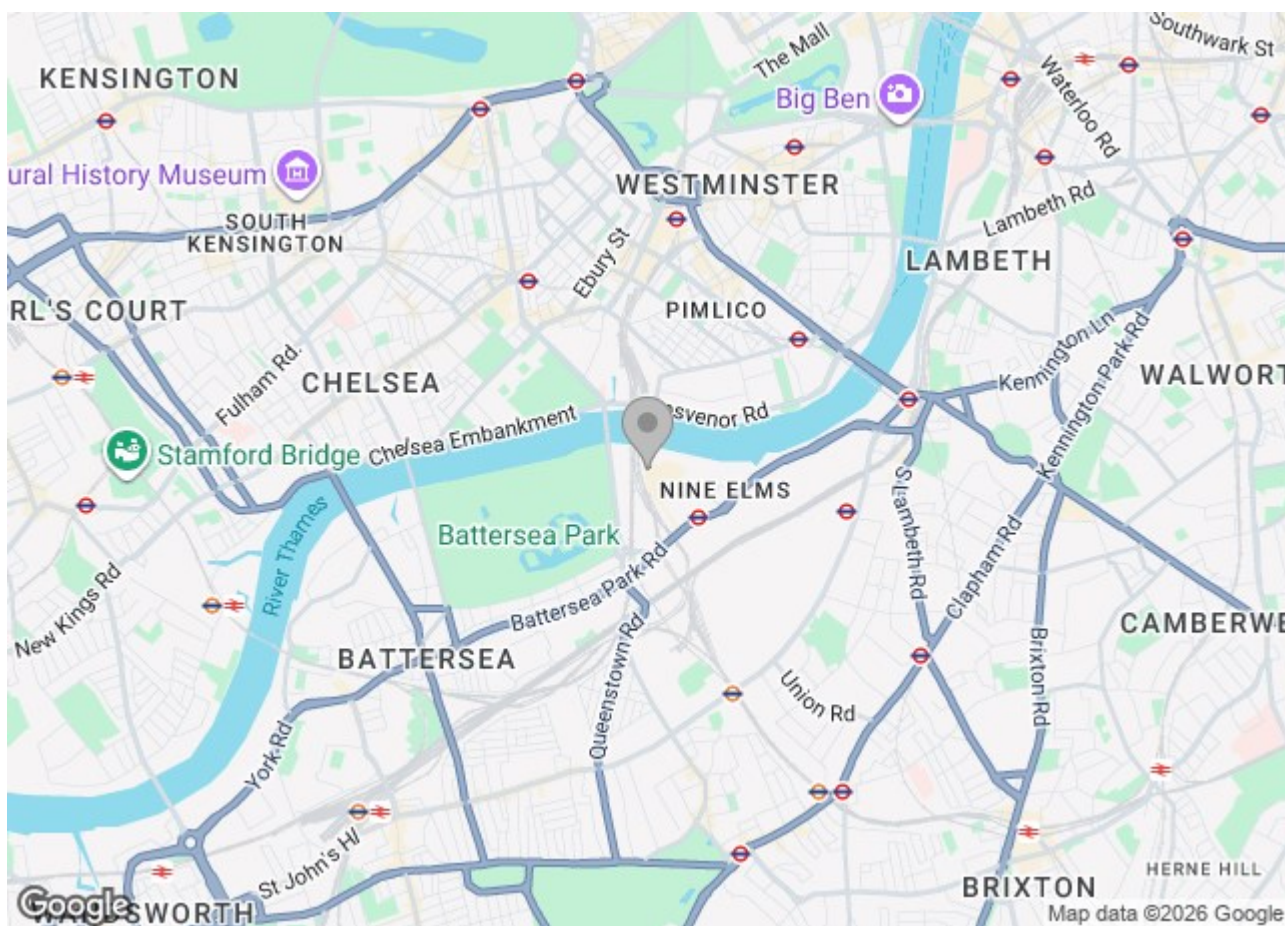 Southwark St
The Mall
KENSINGTON
Big Ben
Waterloo Rd
ural History Museum
WESTMINSTER
Lambeth Rd
SOUTH
KENSINGTON
Ebury St
LAMBETH
RL'S COURT
PIMLICO
Kennington Ln
Kennington Park Rd
Fulham Rd.
CHELSEA
WALWORT
Chelsea Embankment
osvenor Rd
Stamford Bridge
NINE ELMS
S Lambeth Rd
Clapham Rd
River Thames
Battersea Park
New Kings Rd
Battersea Park Rd
CAMBERWE
BATTERSEA
Queenstown Rd
Union Rd
Brixton Rd
York Rd
St John's Hl
HERNE HILL
BRIXTON
Google
WANDSWORTH
Map data ©2026 Google